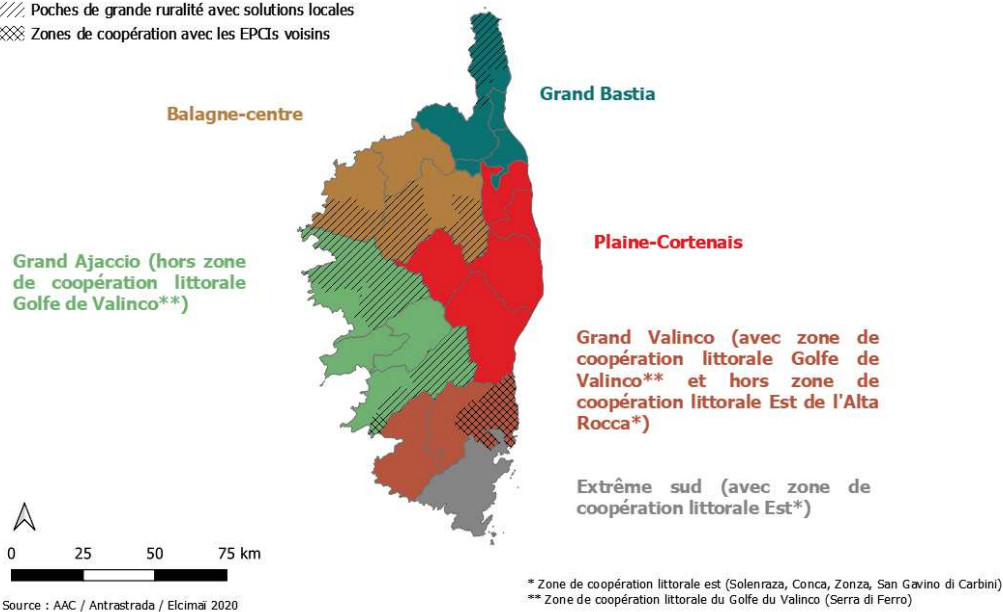 Poches de grande ruralité avec solutions locales
Zones de coopération avec les EPCIs voisins
Grand Bastia
Balagne-centre
Plaine-Cortenais
Grand Ajaccio (hors zone
de coopération littorale
Golfe de Valinco**)
Grand Valinco (avec zone de
coopération littorale Golfe de
Valinco** et hors zone de
coopération littorale Est de l'Alta
Rocca*)
Extrême sud (avec zone de
coopération littorale Est*)
0 25 50 75 km
Source : AAC / Antrastrada / Elcimaï 2020
* Zone de coopération littorale est (Solenraza, Conca, Zonza, San Gavino di Carbini)
** Zone de coopération littorale du Golfe du Valinco (Serra di Ferro)